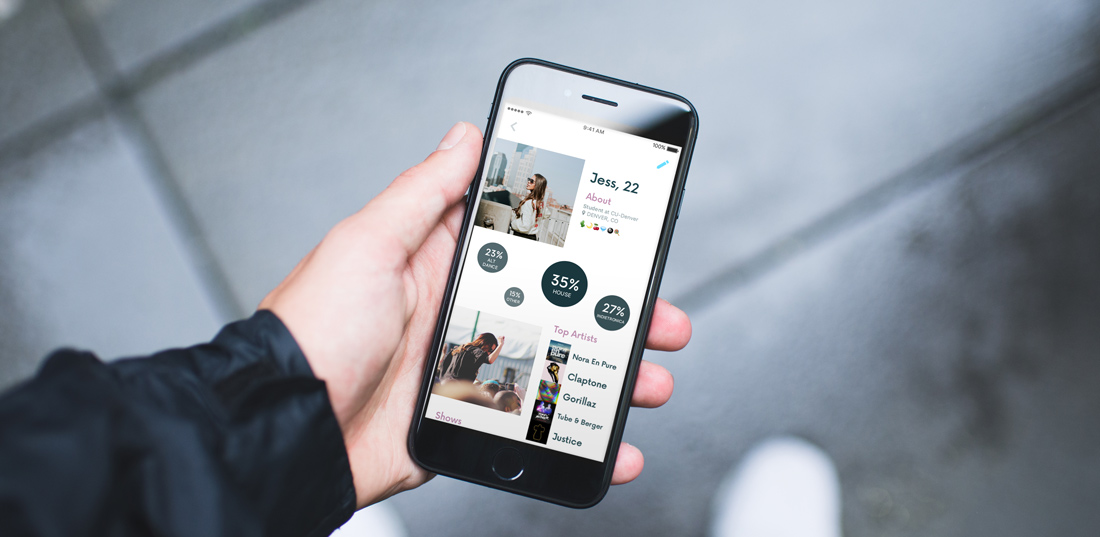 9:41 AM
100%
Jess, 22
About
Student at CU-Denver
DENVER, CO
23%
ALT
DANCE
35%
HOUSE
15%
OTHER
27%
INDIETRONICA
Top Artists
Nora En Pure
Claptone
Gorillaz
Tube & Berger
Justice
Shows